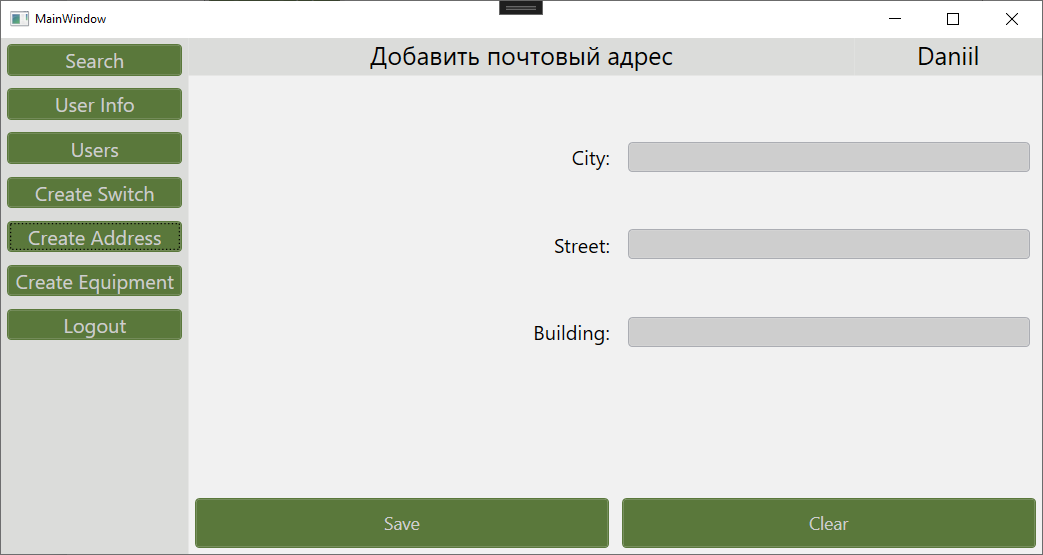 MainWindow
Search
User Info
Users
Create Switch
Create Address
Create Equipment
Logout
Добавить почтовый адрес
Daniil
City:
Street:
Building:
Save
Clear